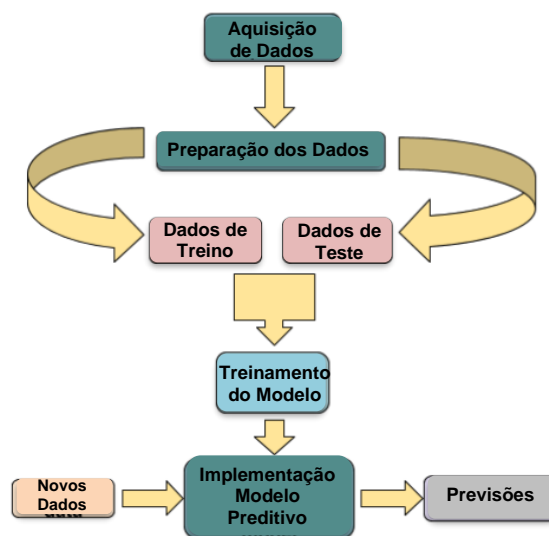 Aquisição
de Dados
Preparação dos Dados
Dados de
Treino
Dados de
Teste
Treinamento
do Modelo
Novos
Dados
Implementação
Modelo
Preditivo
Previsões